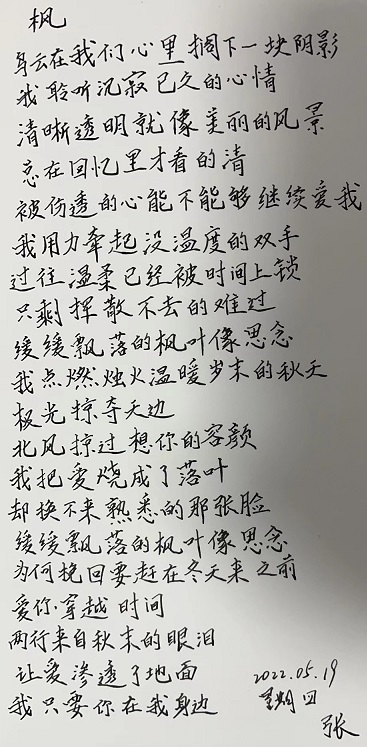 枫
乌云在我们心里搁下一块阴影
我聆听沉寂已久的心情
清晰透明就像美丽的风景
总在回忆里才看的清
被伤透的心能不能够继续爱我
我用力牵起没温度的双手
过往温柔已经被时间上锁
只剩挥散不去的难过
缓缓飘落的枫叶像思念
我点燃烛火温暖岁末的秋天
极光掠夺天边
北风掠过想你的容颜
我把爱烧成了落叶
却换不来熟悉的那张脸
缓缓飘落的枫叶像思念
为何挽回要赶在冬天来之前
爱你穿越时间
两行来自秋末的眼泪
让爱渗透了地面
我只要你在我身边
2022.05.19
星期四
张